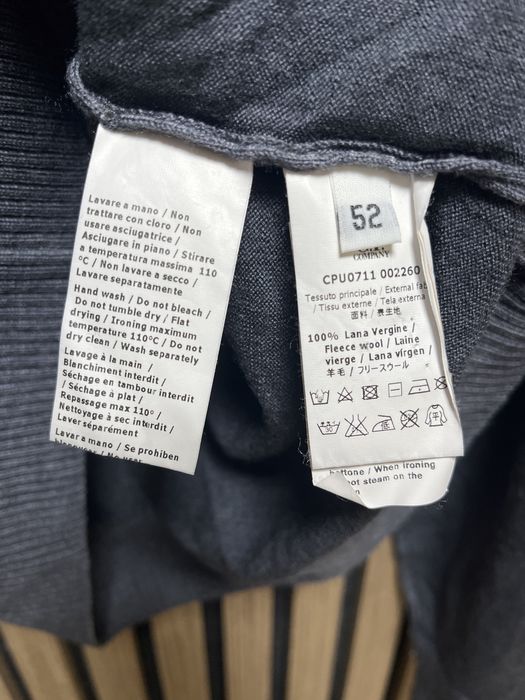 Lavare a mano / Non
trattare con cloro / Non
usare asciugatrice /
Asciugare in piano / Stirare
a temperatura massima 110
°C / Non lavare a secco /
Lavare separatamente
Hand wash / Do not bleach /
Do not tumble dry / Flat
drying / Ironing maximum
temperature 110°C / Do not
dry clean / Wash separately
Lavage à la main /
Blanchiment interdit /
Séchage en tambour interdit
/ Séchage à plat /
Repassage max 110° /
Nettoyage à sec interdit /
Laver séparément
Lavar a mano / Se prohiben
52
COMPANY
CPU0711 002260
Tessuto principale / External fab
/ Tissu externe / Tela externa
面料 / 表生地
100% Lana Vergine /
Fleece wool / Laine
vierge / Lana virgen /
羊毛 / フリースウール
/ When ironing
not steam on the